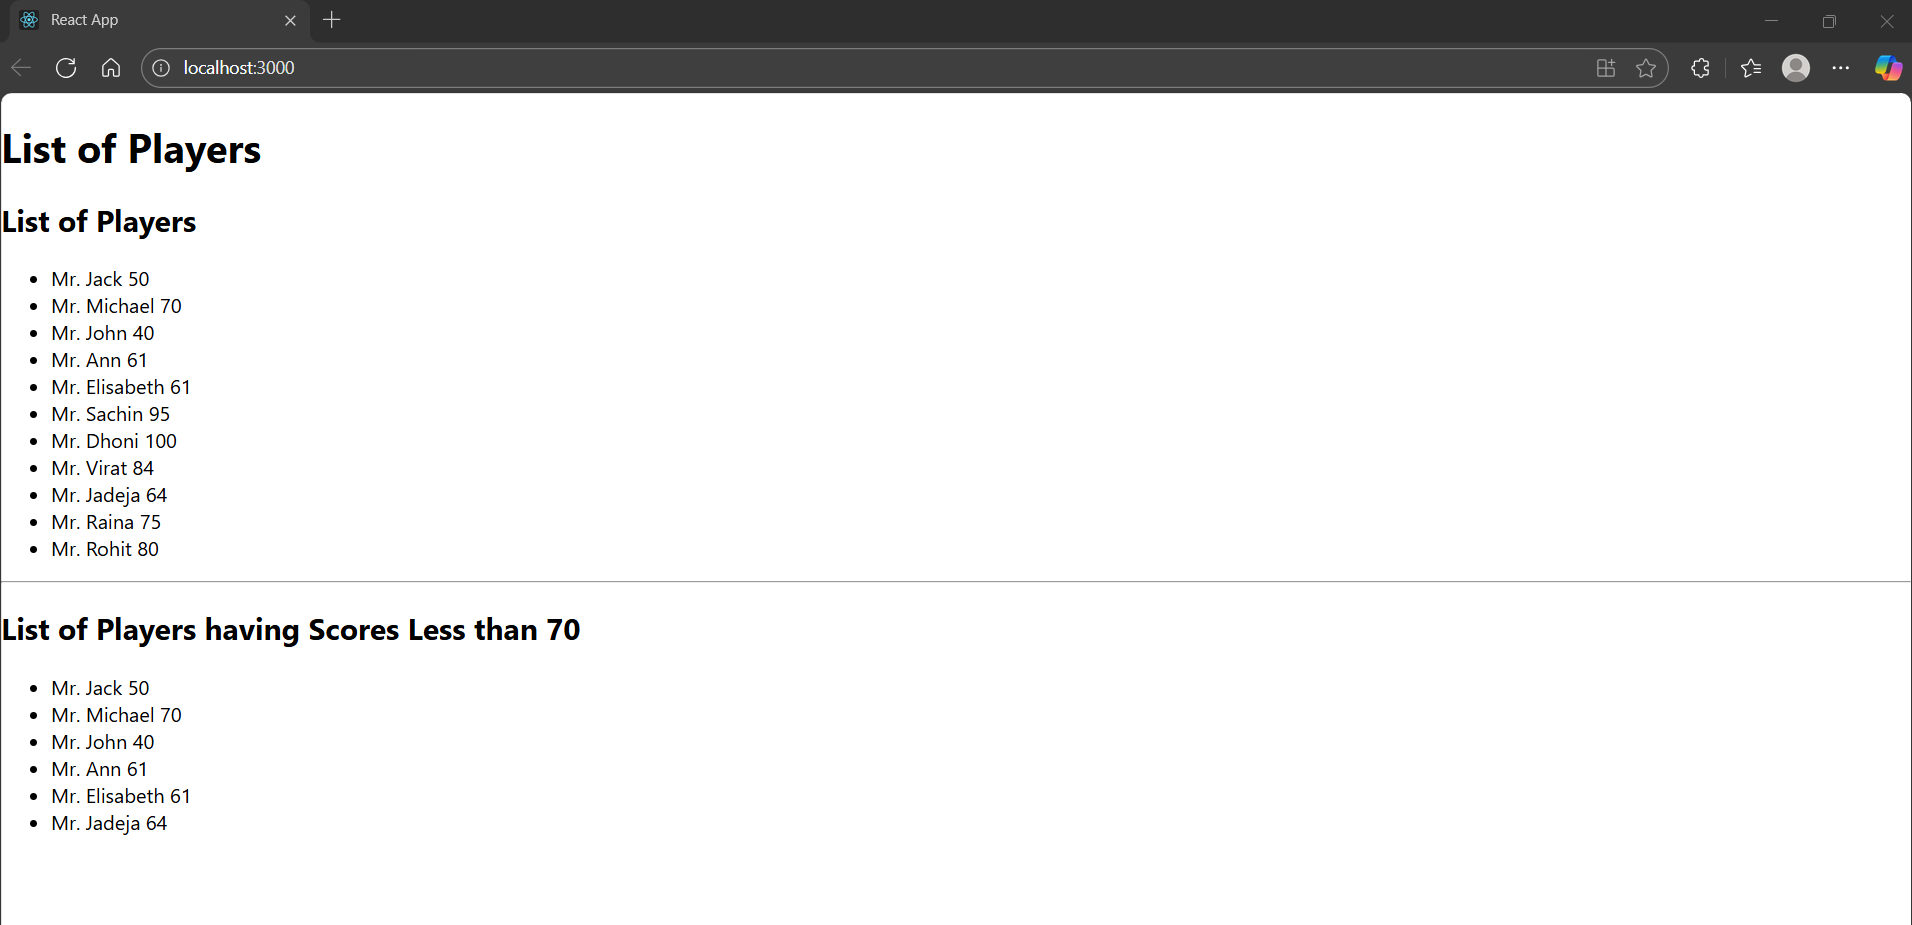 React App
localhost:3000
List of Players
List of Players
Mr. Jack 50
Mr. Michael 70
Mr. John 40
Mr. Ann 61
Mr. Elisabeth 61
Mr. Sachin 95
Mr. Dhoni 100
Mr. Virat 84
Mr. Jadeja 64
Mr. Raina 75
Mr. Rohit 80
List of Players having Scores Less than 70
Mr. Jack 50
Mr. Michael 70
Mr. John 40
Mr. Ann 61
Mr. Elisabeth 61
Mr. Jadeja 64